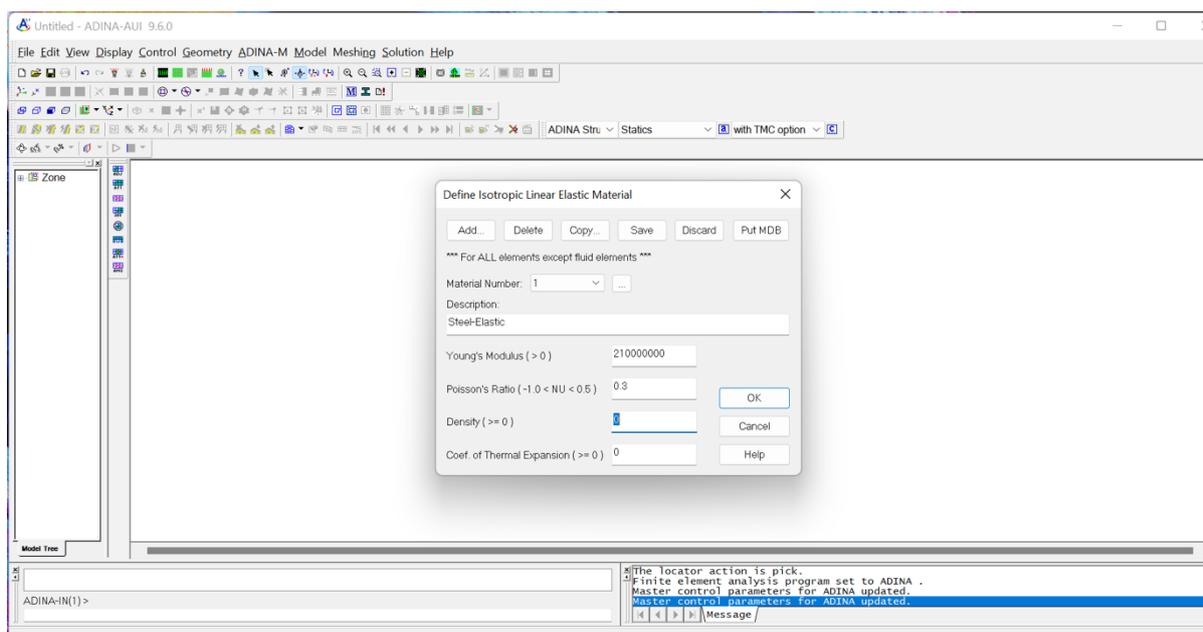 Untitled - ADINA-AUI 9.6.0
File Edit View Display Control Geometry ADINA-M Model Meshing Solution Help
ADINA Stru Statics with TMC option
Zone
Define Isotropic Linear Elastic Material
Add... Delete Copy... Save Discard Put MDB
*** For ALL elements except fluid elements ***
Material Number: 1 ...
Description:
Steel-Elastic
Young's Modulus ( > 0 ) 210000000
Poisson's Ratio ( -1.0 < NU < 0.5 ) 0.3
OK
Density ( >= 0 ) 0
Cancel
Coef. of Thermal Expansion ( >= 0 ) 0
Help
Model Tree
The locator action is pick.
Finite element analysis program set to ADINA .
Master control parameters for ADINA updated.
Master control parameters for ADINA updated.
ADINA-IN(1) >
Message